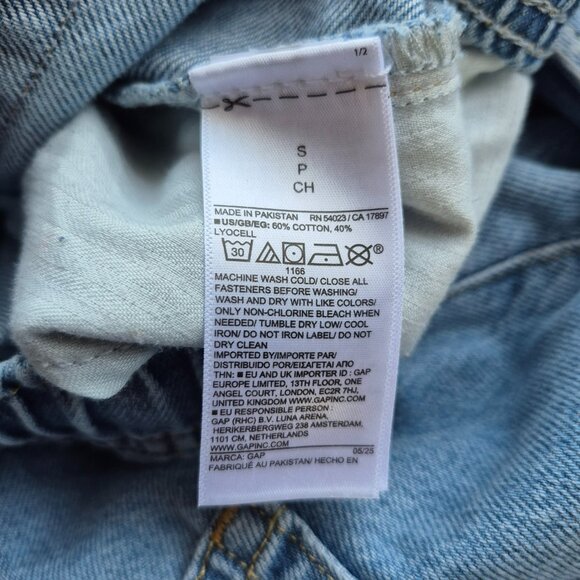 1/2
S
P
CH
MADE IN PAKISTAN RN 54023 / CA 17897
■ US/GB/EG: 60% COTTON, 40%
LYOCELL
30
®
1166
MACHINE WASH COLD/ CLOSE ALL
FASTENERS BEFORE WASHING/
WASH AND DRY WITH LIKE COLORS/
ONLY NON-CHLORINE BLEACH WHEN
NEEDED/ TUMBLE DRY LOW/ COOL
IRON/ DO NOT IRON LABEL/ DO NOT
DRY CLEAN
IMPORTED BY/IMPORTE PAR/
DISTRIBUIDO POR/ΕΙΣΑΓΕΤΑΙ ΑΠΟ
ΤΗΝ: ■ EU AND UK IMPORTER ID : GAP
EUROPE LIMITED, 13TH FLOOR, ONE
ANGEL COURT, LONDON, EC2R 7HJ,
UNITED KINGDOM WWW.GAPINC.COM
■ EU RESPONSIBLE PERSON :
GAP (RHC) B.V. LUNA ARENA,
HERIKERBERGWEG 238 AMSTERDAM,
1101 CM, NETHERLANDS
WWW.GAPINC.COM
MARCA: GAP 05/25
FABRIQUÉ AU PAKISTAN/ HECHO EN